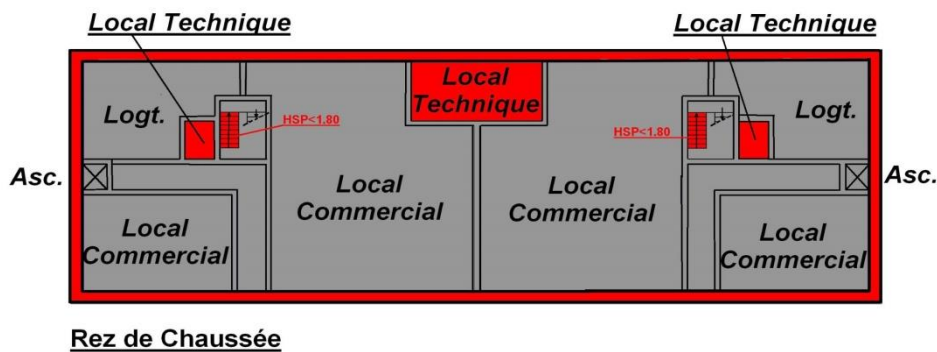 Local Technique
Local Technique
Local
Technique
Logt.
HSP<1.80
HSP<1.80
Logt.
Asc.
Asc.
Local
Commercial
Local
Commercial
Local
Commercial
Local
Commercial
Rez de Chaussée